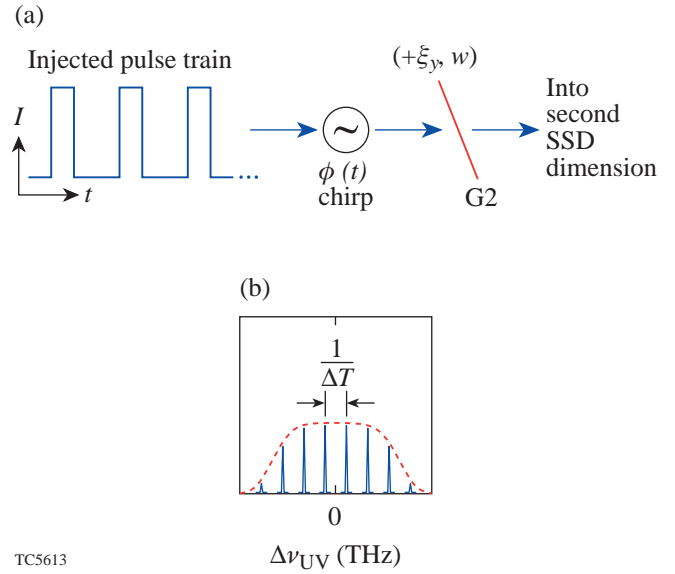 (a)
Injected pulse train
I
t
...
~
ϕ (t)
chirp
(+ξy, w)
G2
Into
second
SSD
dimension
(b)
1
ΔT
0
ΔνUV (THz)
TC5613